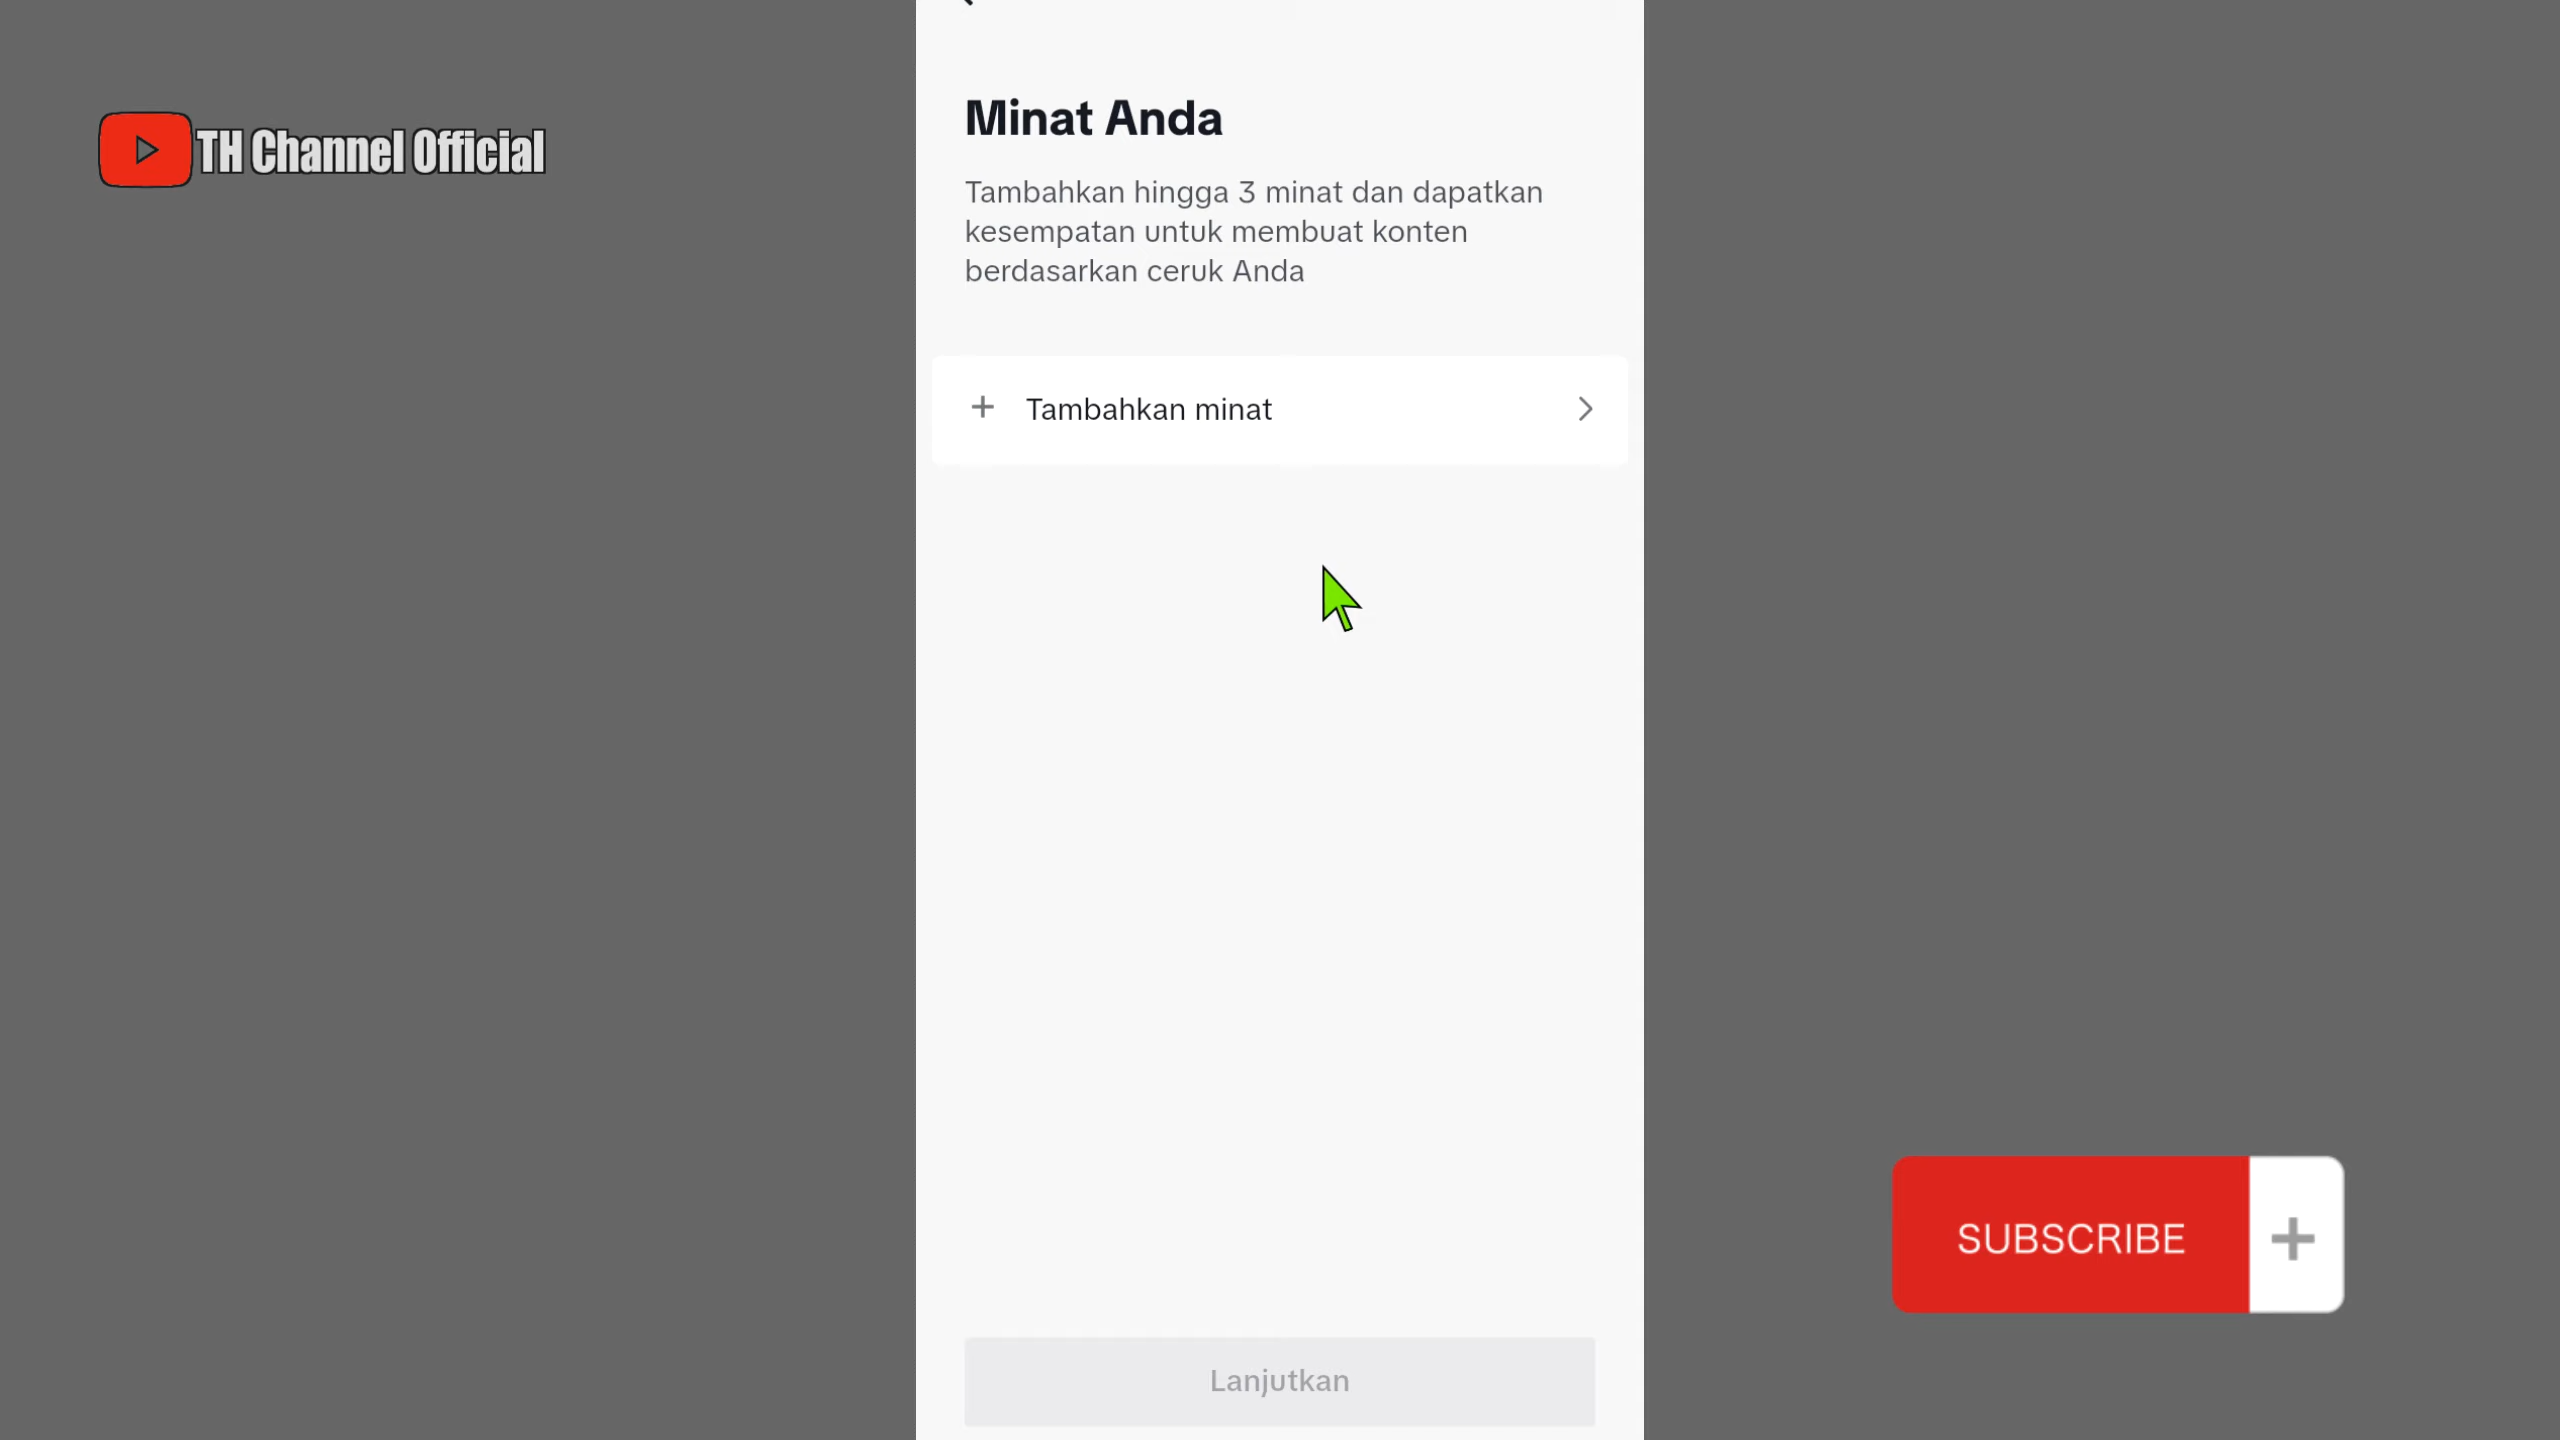 TH Channel Official
Minat Anda
Tambahkan hingga 3 minat dan dapatkan
kesempatan untuk membuat konten
berdasarkan ceruk Anda
Tambahkan minat
SUBSCRIBE
Lanjutkan